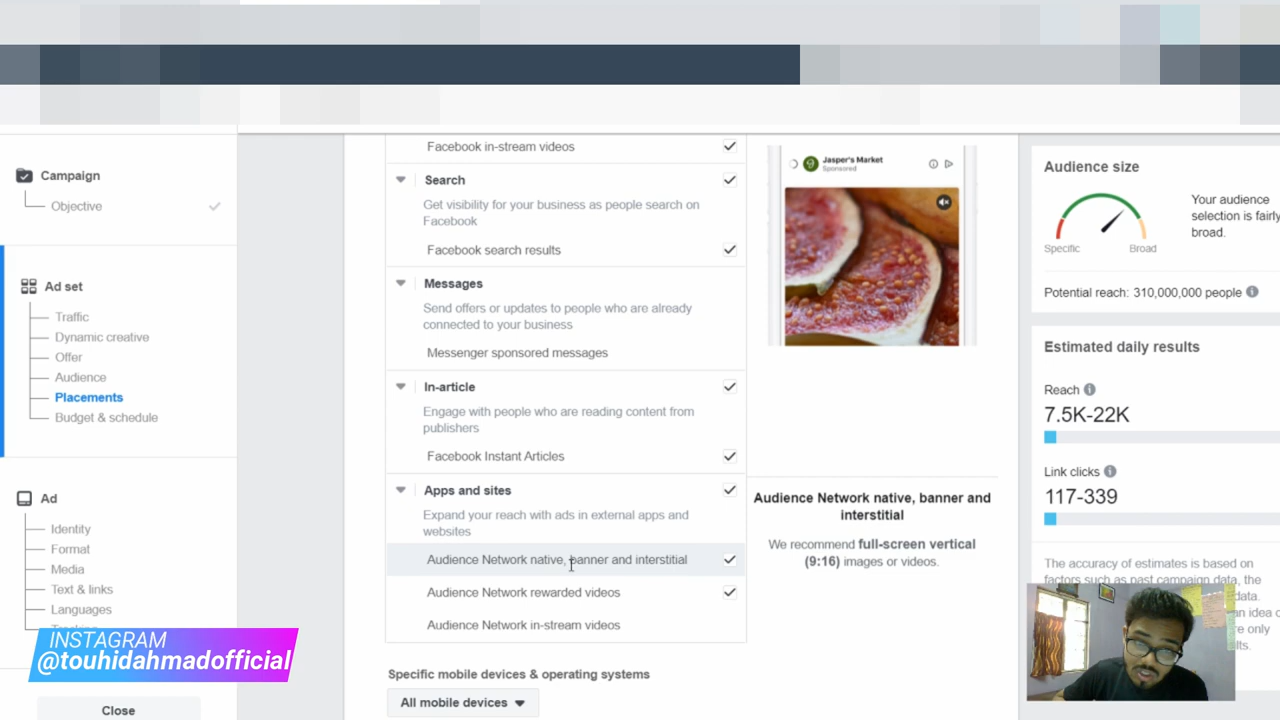 Campaign
Objective
Ad set
Traffic
Dynamic creative
Offer
Audience
Placements
Budget & schedule
Ad
Identity
Format
Media
Text & links
Languages
INSTAGRAM
@touhidahmadofficial
Close
Facebook in-stream videos
Search
Get visibility for your business as people search on
Facebook
Facebook search results
Messages
Send offers or updates to people who are already
connected to your business
Messenger sponsored messages
In-article
Engage with people who are reading content from
publishers
Facebook Instant Articles
Apps and sites
Expand your reach with ads in external apps and
websites
Audience Network native, banner and interstitial
Audience Network rewarded videos
Audience Network in-stream videos
Specific mobile devices & operating systems
All mobile devices
Jasper's Market
Sponsored
Audience Network native, banner and
interstitial
We recommend full-screen vertical
(9:16) images or videos.
Audience size
Specific
Broad
Your audience
selection is fairly
broad.
Potential reach: 310,000,000 people
Estimated daily results
Reach
7.5K-22K
Link clicks
117-339
The accuracy of estimates is based on
factors such as past campaign data, the
data.
an idea
re only